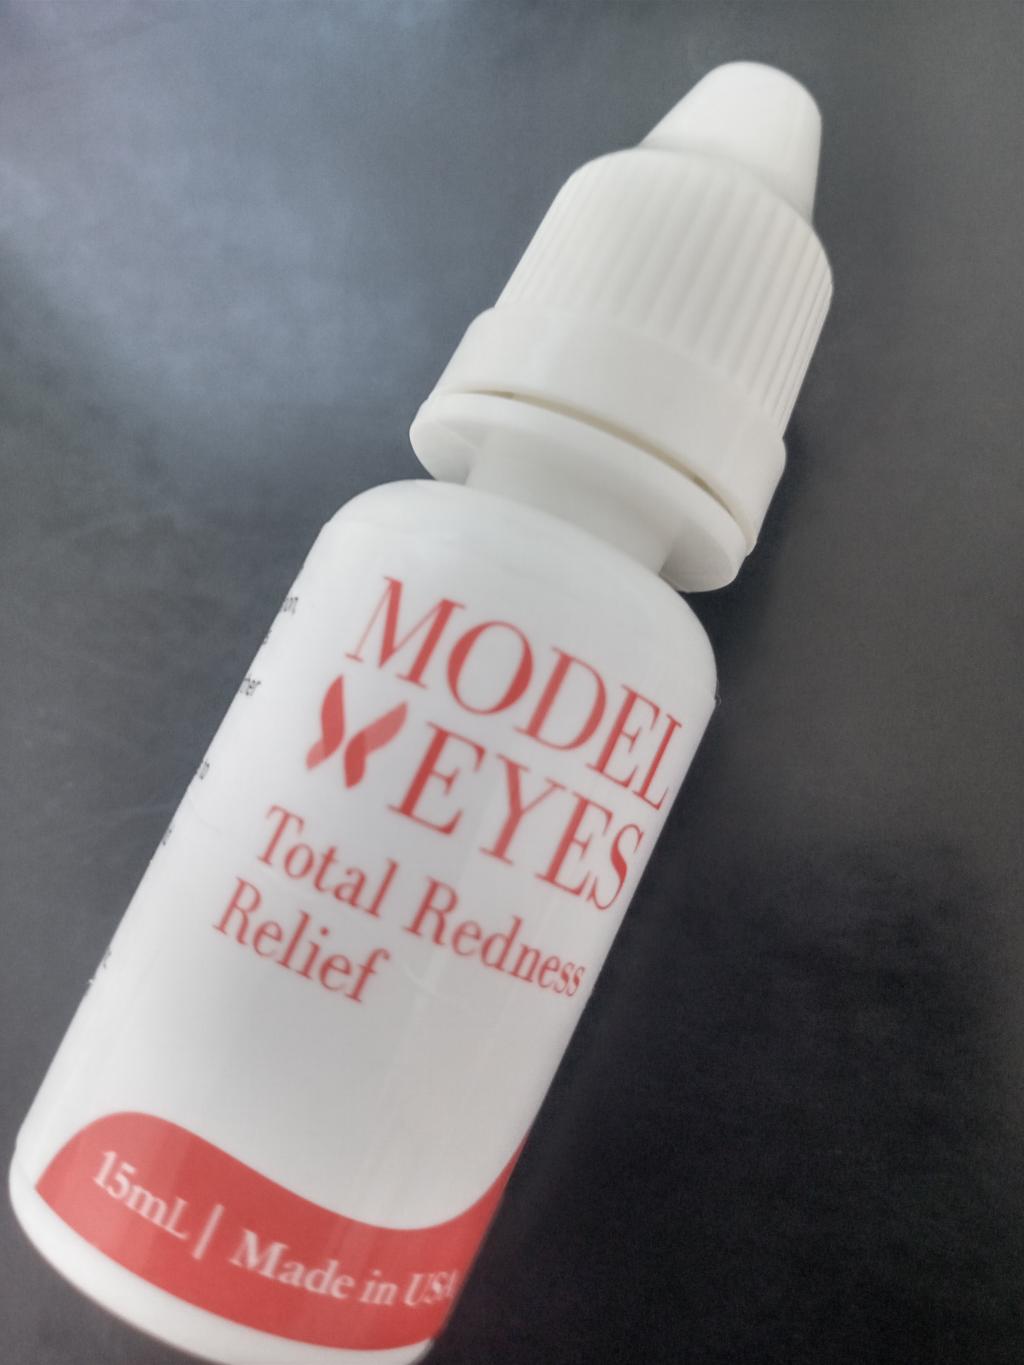 MODEL
EYES
Total Redness
Relief
15mL | Made in USA